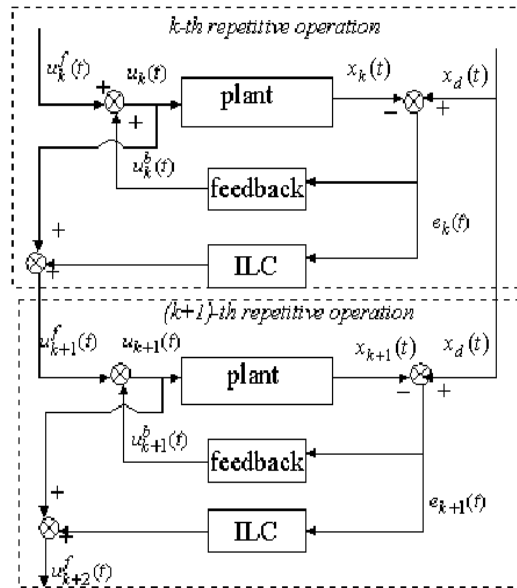 k-th repetitive operation
u_k^f(t)
u_k(t)
x_k(t)
x_d(t)
+
+
plant
−
+
u_k^b(t)
feedback
e_k(t)
+
+
ILC
(k+1)-th repetitive operation
u_{k+1}^f(t)
u_{k+1}(t)
x_{k+1}(t)
x_d(t)
plant
−
+
u_{k+1}^b(t)
feedback
e_{k+1}(t)
+
+
ILC
u_{k+2}^f(t)